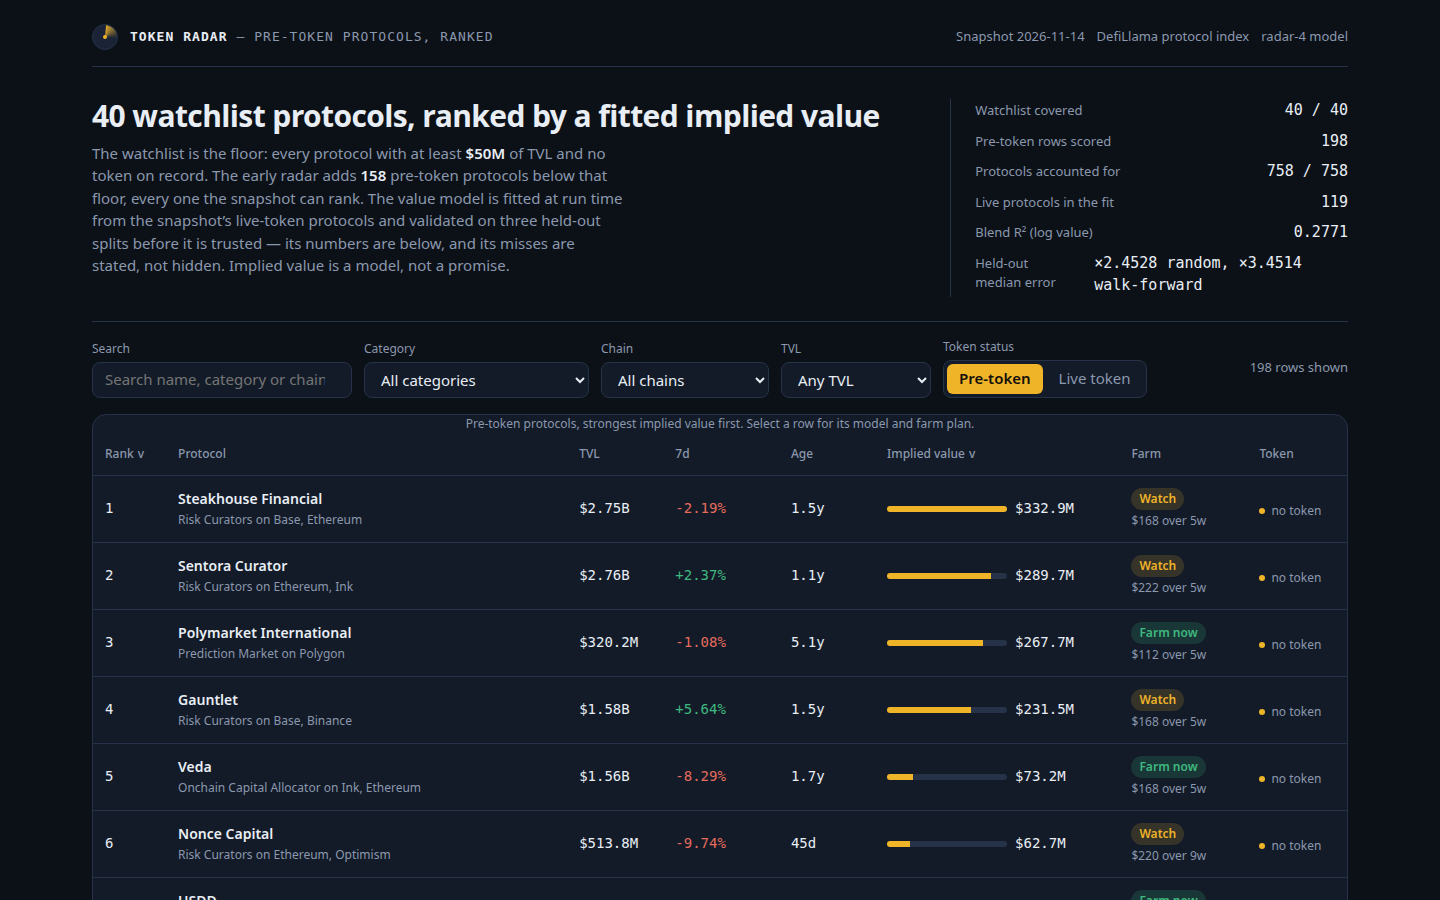 TOKEN RADAR — PRE-TOKEN PROTOCOLS, RANKED
Snapshot 2026-11-14 DefiLlama protocol index radar-4 model
40 watchlist protocols, ranked by a fitted implied value
The watchlist is the floor: every protocol with at least $50M of TVL and no
token on record. The early radar adds 158 pre-token protocols below that
floor, every one the snapshot can rank. The value model is fitted at run time
from the snapshot's live-token protocols and validated on three held-out
splits before it is trusted — its numbers are below, and its misses are
stated, not hidden. Implied value is a model, not a promise.
Watchlist covered 40 / 40
Pre-token rows scored 198
Protocols accounted for 758 / 758
Live protocols in the fit 119
Blend R² (log value) 0.2771
Held-out median error ×2.4528 random, ×3.4514 walk-forward
Search
Category
Chain
TVL
Token status
Search name, category or chain
All categories
All chains
Any TVL
Pre-token
Live token
198 rows shown
Pre-token protocols, strongest implied value first. Select a row for its model and farm plan.
Rank v Protocol TVL 7d Age Implied value v Farm Token
1 Steakhouse Financial $2.75B -2.19% 1.5y $332.9M Watch no token
Risk Curators on Base, Ethereum $168 over 5w
2 Sentora Curator $2.76B +2.37% 1.1y $289.7M Watch no token
Risk Curators on Ethereum, Ink $222 over 5w
3 Polymarket International $320.2M -1.08% 5.1y $267.7M Farm now no token
Prediction Market on Polygon $112 over 5w
4 Gauntlet $1.58B +5.64% 1.5y $231.5M Watch no token
Risk Curators on Base, Binance $168 over 5w
5 Veda $1.56B -8.29% 1.7y $73.2M Farm now no token
Onchain Capital Allocator on Ink, Ethereum $168 over 5w
6 Nonce Capital $513.8M -9.74% 45d $62.7M Watch no token
Risk Curators on Ethereum, Optimism $220 over 9w
USDD Farm now